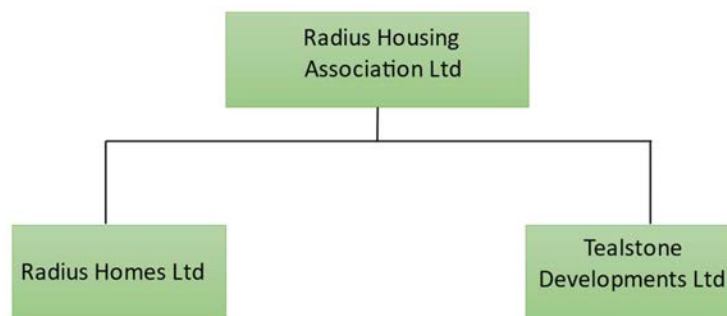 Radius Housing
Association Ltd
Radius Homes Ltd
Tealstone
Developments Ltd